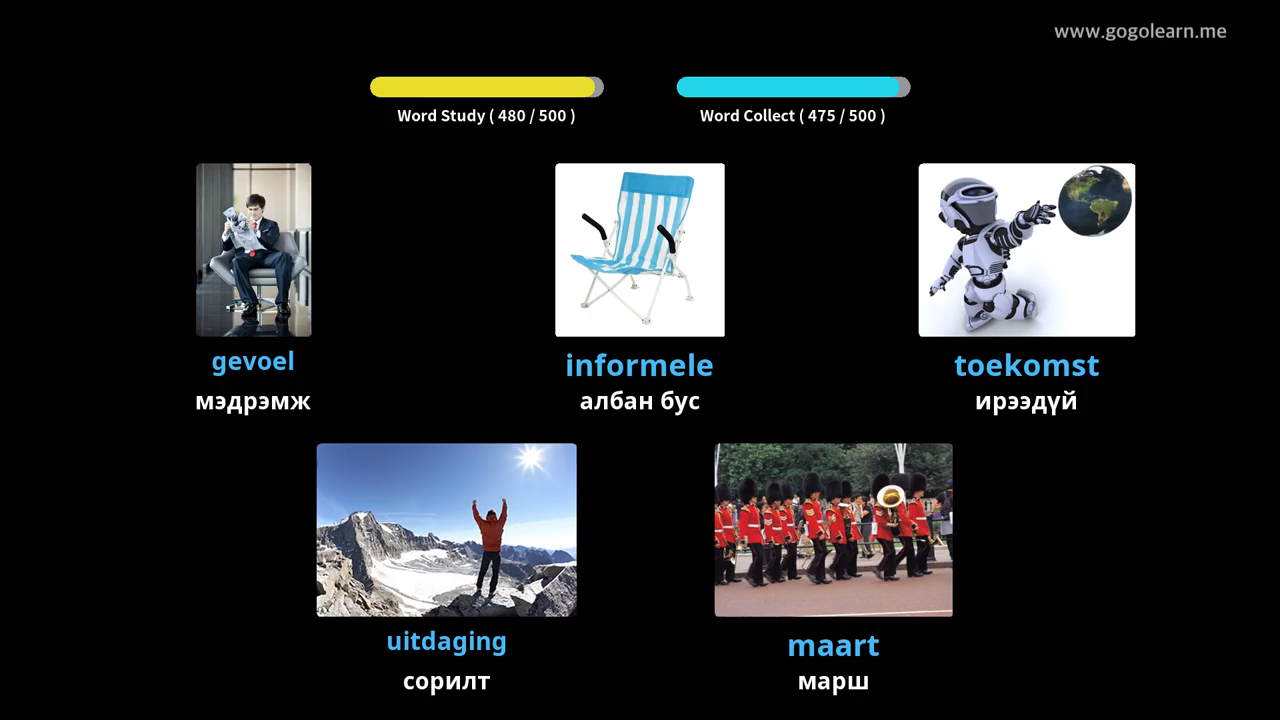 www.gogolearn.me
Word Study ( 480 / 500 )
Word Collect ( 475 / 500 )
gevoel
мэдрэмж
informele
албан бус
toekomst
ирээдүй
uitdaging
сорилт
maart
марш